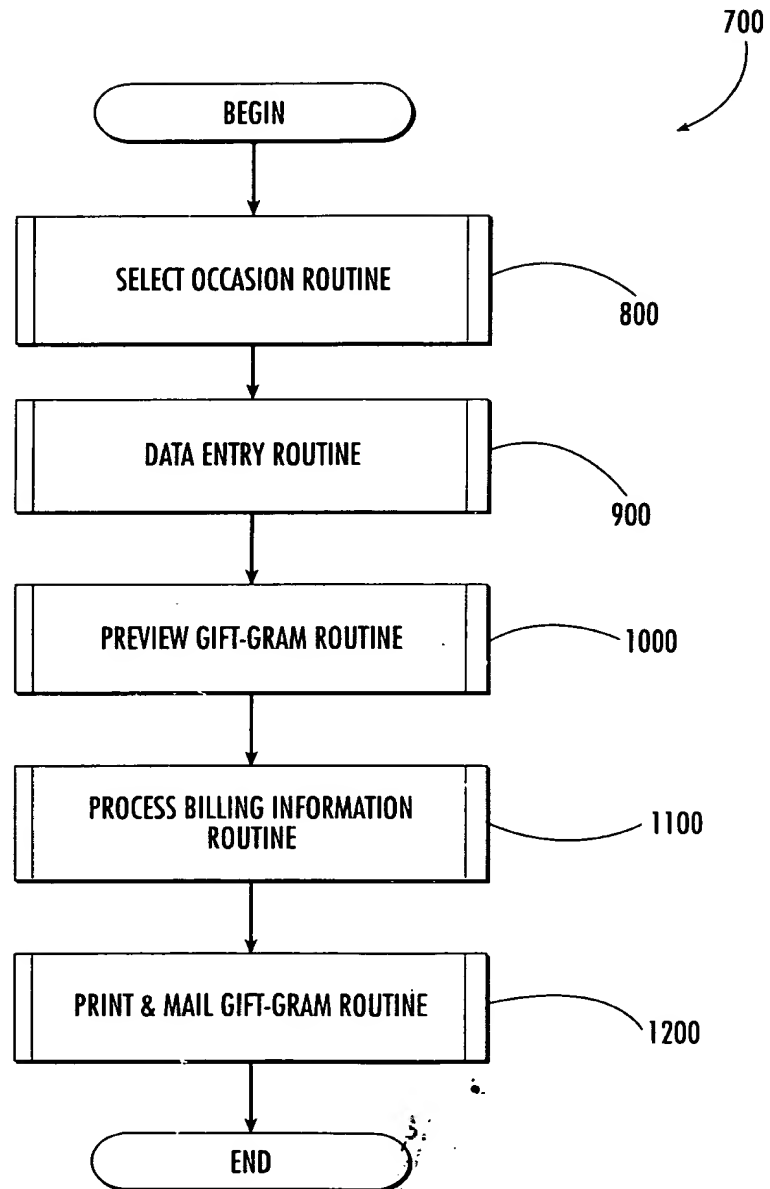 700
BEGIN
SELECT OCCASION ROUTINE
800
DATA ENTRY ROUTINE
900
PREVIEW GIFT-GRAM ROUTINE
1000
PROCESS BILLING INFORMATION
ROUTINE
1100
PRINT & MAIL GIFT-GRAM ROUTINE
1200
END